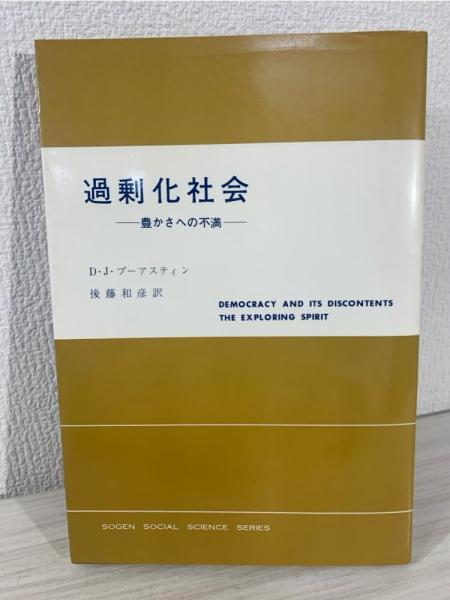 過剰化社会
──豊かさへの不満──
D・J・ブーアスティン
後藤和彦訳
DEMOCRACY AND ITS DISCONTENTS
THE EXPLORING SPIRIT
SOGEN SOCIAL SCIENCE SERIES